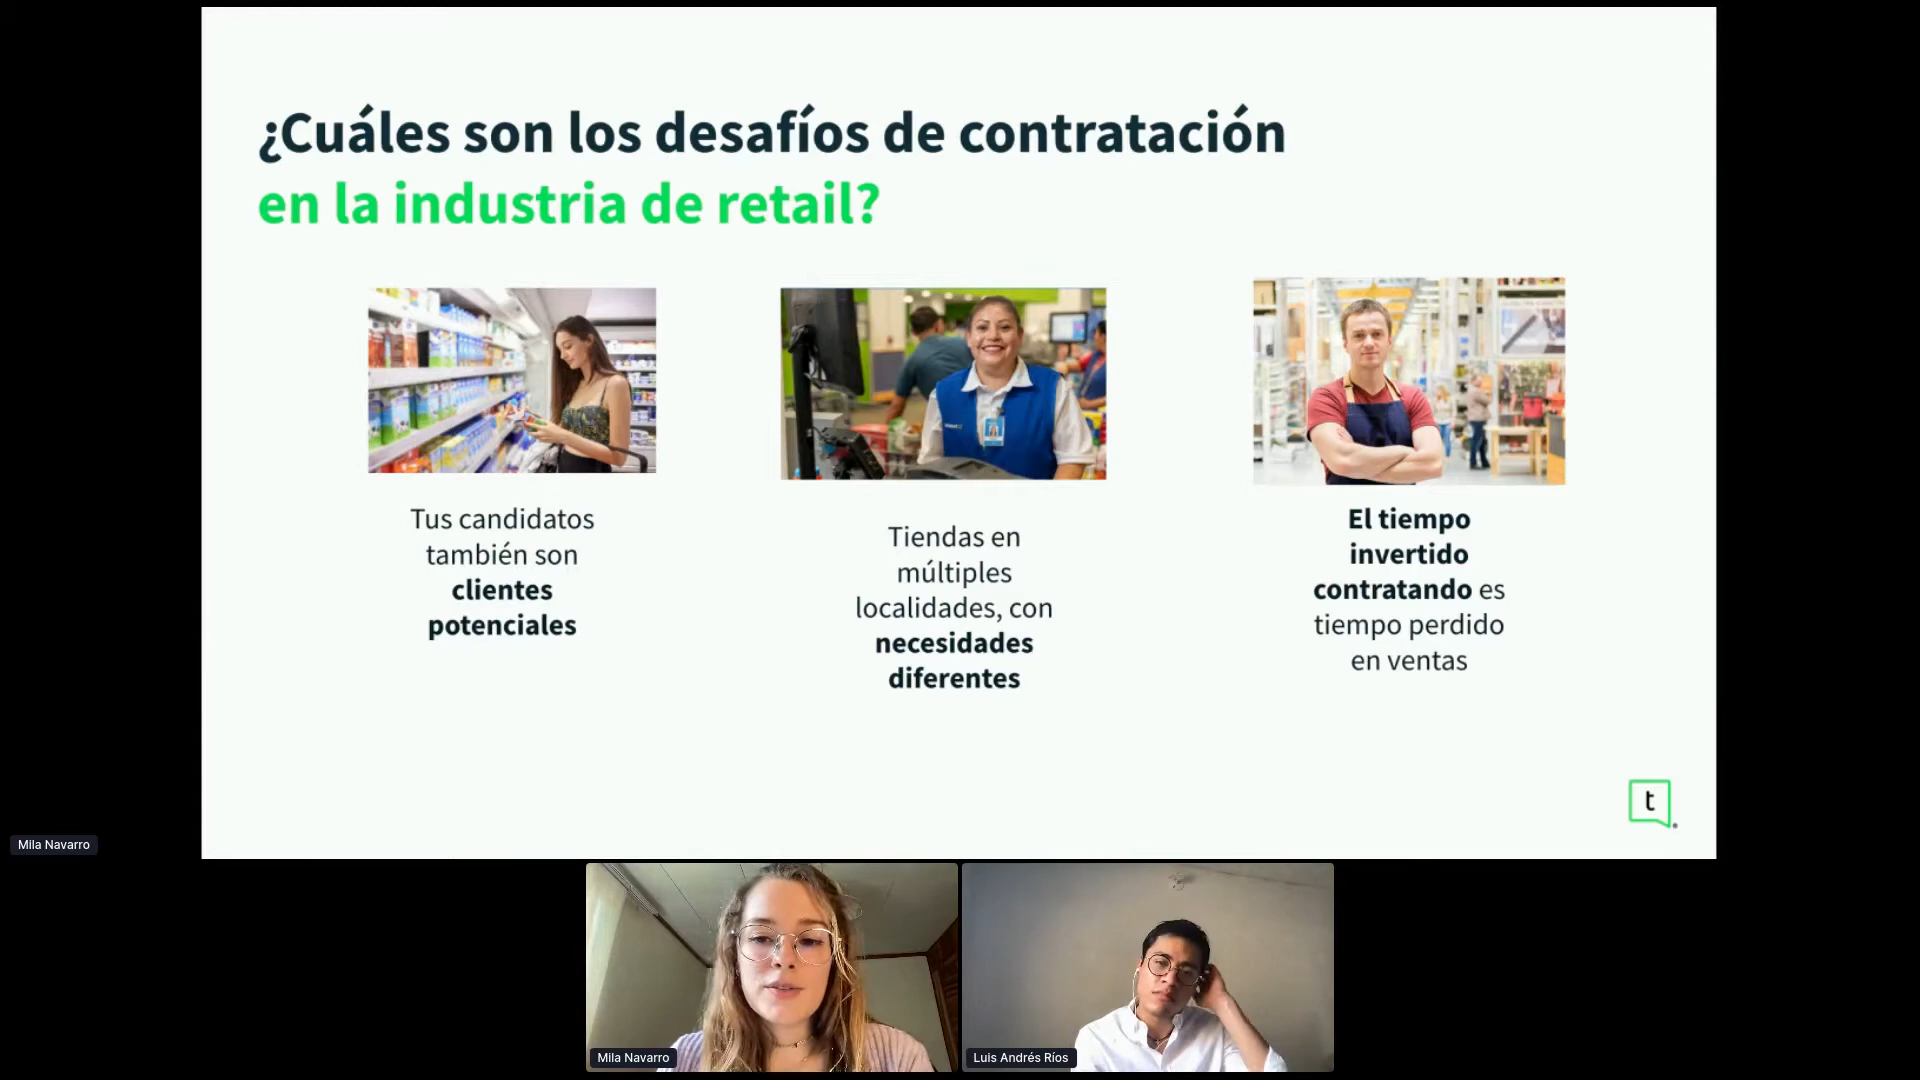 ¿Cuáles son los desafíos de contratación
en la industria de retail?
Tus candidatos
también son
clientes
potenciales
Tiendas en
múltiples
localidades, con
necesidades
diferentes
El tiempo
invertido
contratando es
tiempo perdido
en ventas
t
Mila Navarro
Mila Navarro
Luis Andrés Ríos